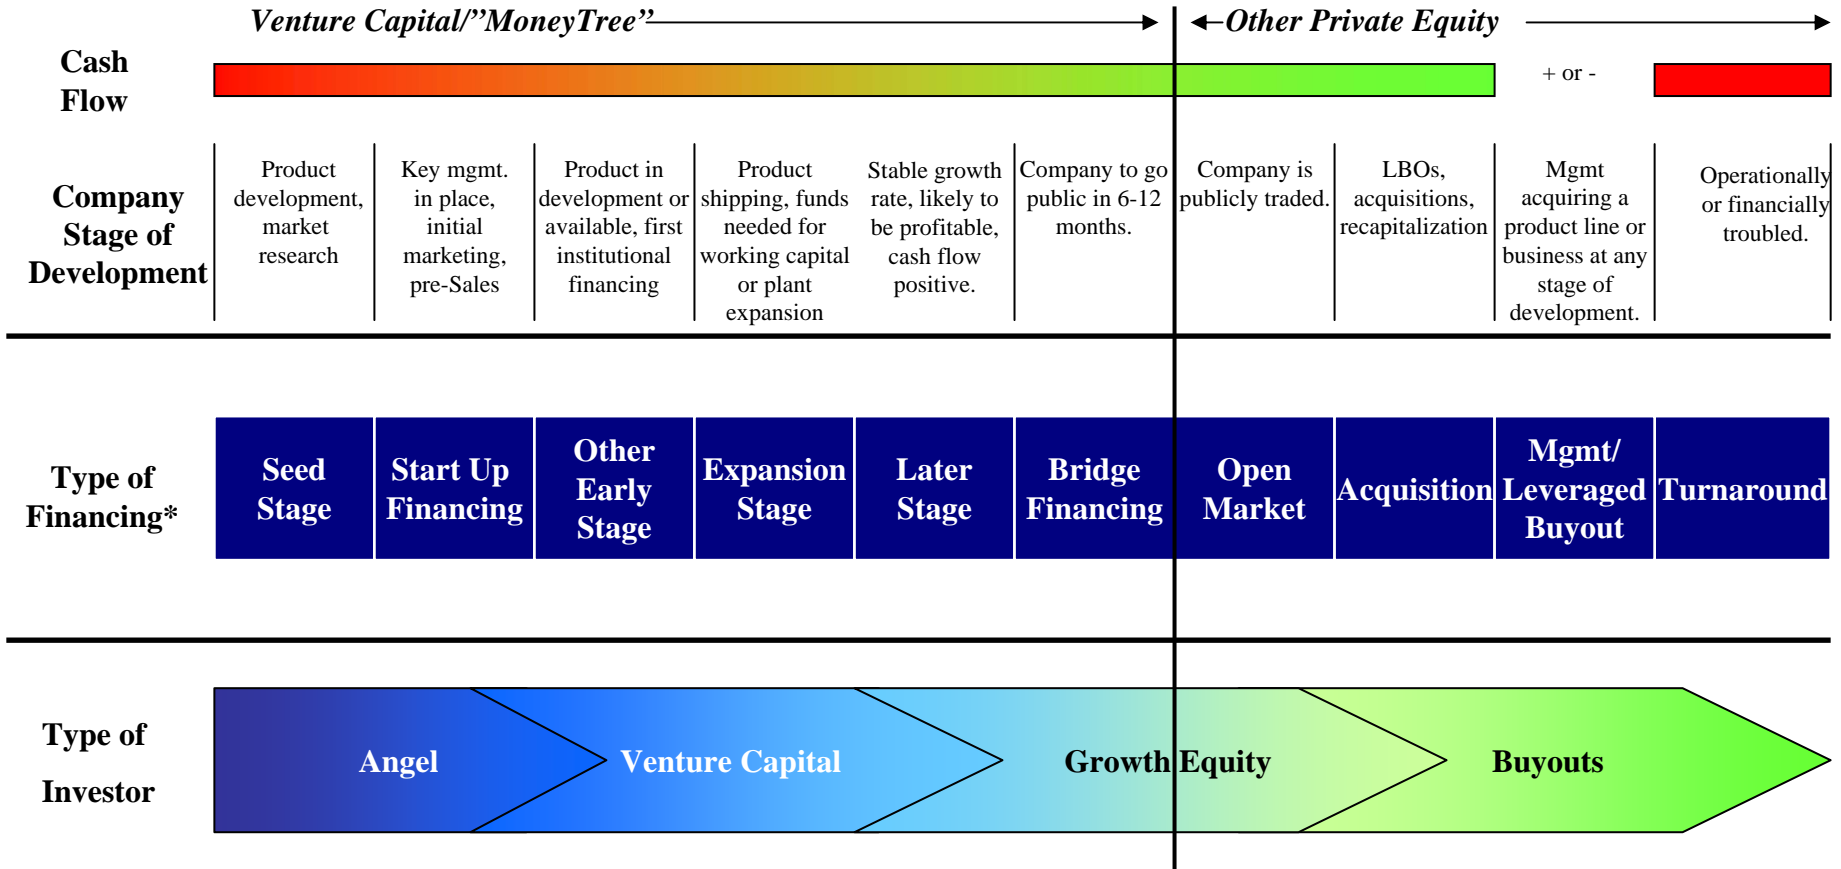 Venture Capital/”MoneyTree”
Other Private Equity
Cash
Flow
+ or -
Company
Stage of
Development
Product
development,
market
research
Key mgmt.
in place,
initial
marketing,
pre-Sales
Product in
development or
available, first
institutional
financing
Product
shipping, funds
needed for
working capital
or plant
expansion
Stable growth
rate, likely to
be profitable,
cash flow
positive.
Company to go
public in 6-12
months.
Company is
publicly traded.
LBOs,
acquisitions,
recapitalization
Mgmt
acquiring a
product line or
business at any
stage of
development.
Operationally
or financially
troubled.
Type of
Financing*
Seed
Stage
Start Up
Financing
Other
Early
Stage
Expansion
Stage
Later
Stage
Bridge
Financing
Open
Market
Acquisition
Mgmt/
Leveraged
Buyout
Turnaround
Type of
Investor
Angel
Venture Capital
Growth Equity
Buyouts